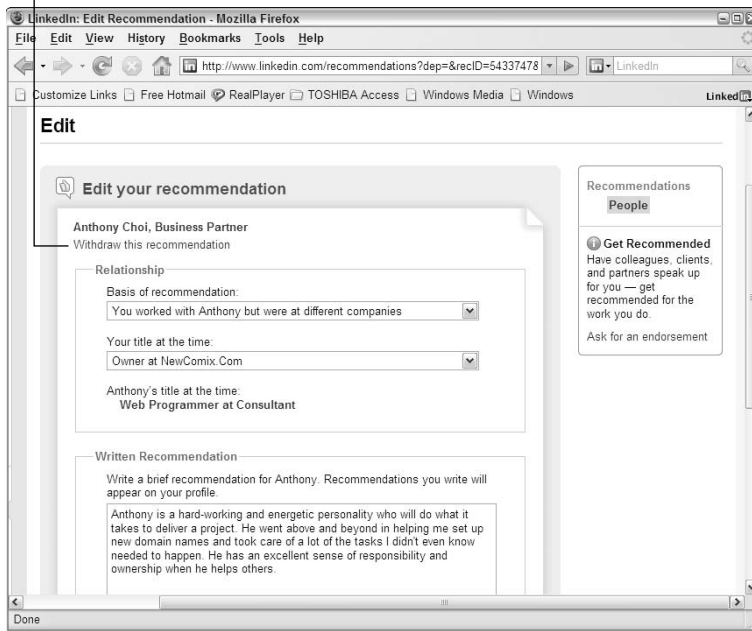 LinkedIn: Edit Recommendation - Mozilla Firefox
File Edit View History Bookmarks Tools Help
http://www.linkedin.com/recommendations?dep=&recID=54337478
LinkedIn
Customize Links Free Hotmail RealPlayer TOSHIBA Access Windows Media Windows
Linked in
Edit
Edit your recommendation
Anthony Choi, Business Partner
Withdraw this recommendation
Relationship
Basis of recommendation:
You worked with Anthony but were at different companies
Your title at the time:
Owner at NewComix.Com
Anthony's title at the time:
Web Programmer at Consultant
Written Recommendation
Write a brief recommendation for Anthony. Recommendations you write will
appear on your profile.
Anthony is a hard-working and energetic personality who will do what it
takes to deliver a project. He went above and beyond in helping me set up
new domain names and took care of a lot of the tasks I didn't even know
needed to happen. He has an excellent sense of responsibility and
ownership when he helps others.
Recommendations
People
Get Recommended
Have colleagues, clients,
and partners speak up
for you — get
recommended for the
work you do.
Ask for an endorsement
Done